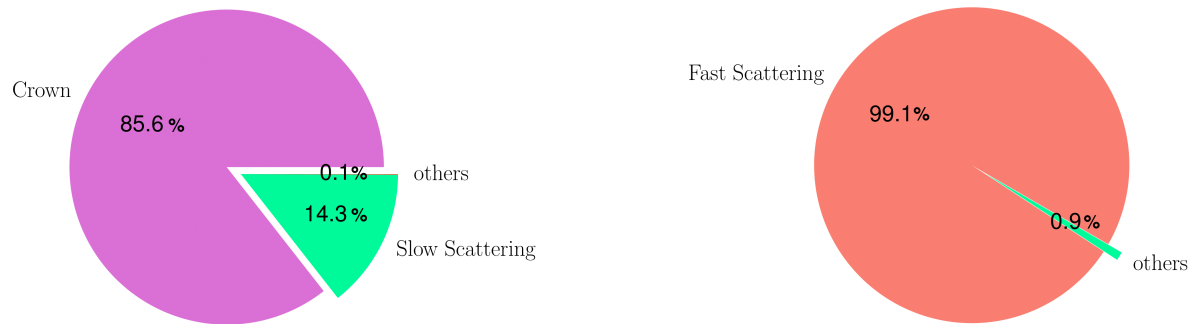 Crown
85.6 %
0.1%
others
14.3 %
Slow Scattering
Fast Scattering
99.1%
0.9%
others